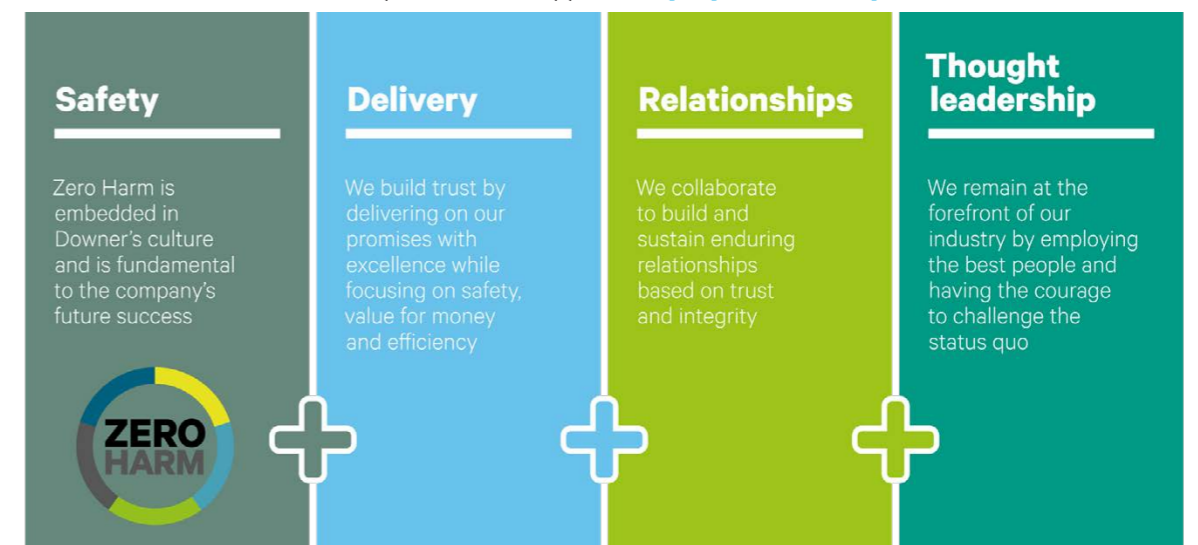 Safety
Zero Harm is
embedded in
Downer’s culture
and is fundamental
to the company’s
future success
ZERO
HARM
Delivery
We build trust by
delivering on our
promises with
excellence while
focusing on safety,
value for money
and efficiency
Relationships
We collaborate
to build and
sustain enduring
relationships
based on trust
and integrity
Thought
leadership
We remain at the
forefront of our
industry by employing
the best people and
having the courage
to challenge the
status quo